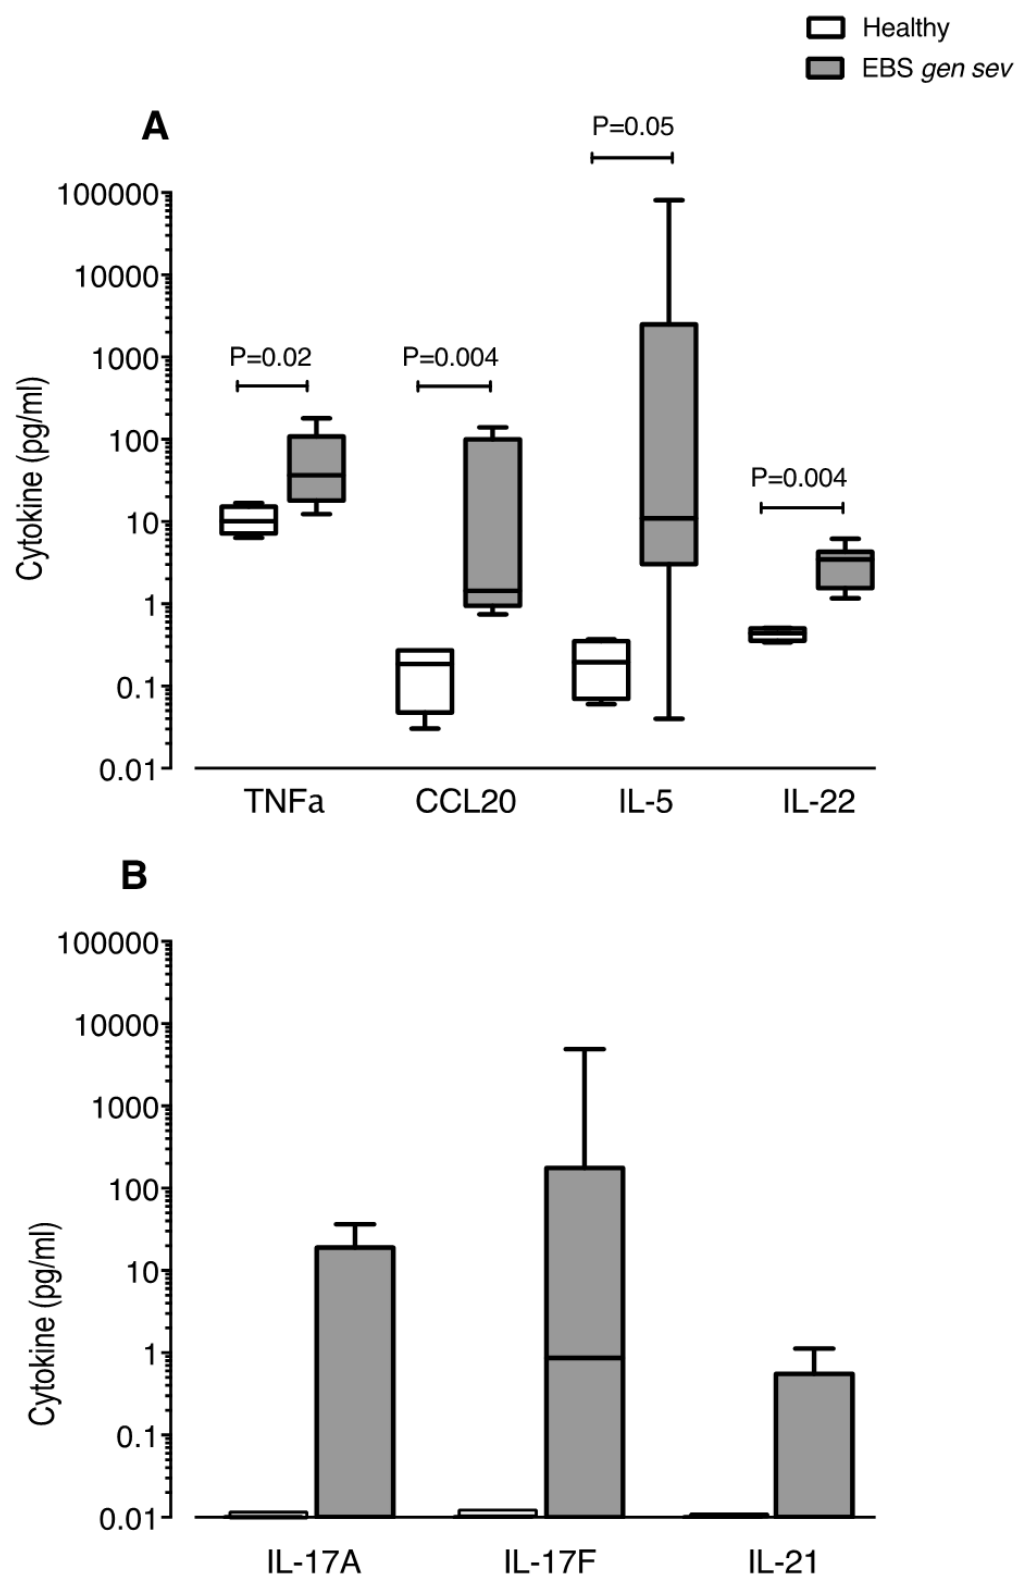 Healthy
EBS gen sev
A
P=0.05
100000
10000
P=0.02 P=0.004
1000
100
P=0.004
10
1
0.1
0.01
Cytokine (pg/ml)
TNFa CCL20 IL-5 IL-22
B
100000
10000
1000
100
10
1
0.1
0.01
Cytokine (pg/ml)
IL-17A IL-17F IL-21